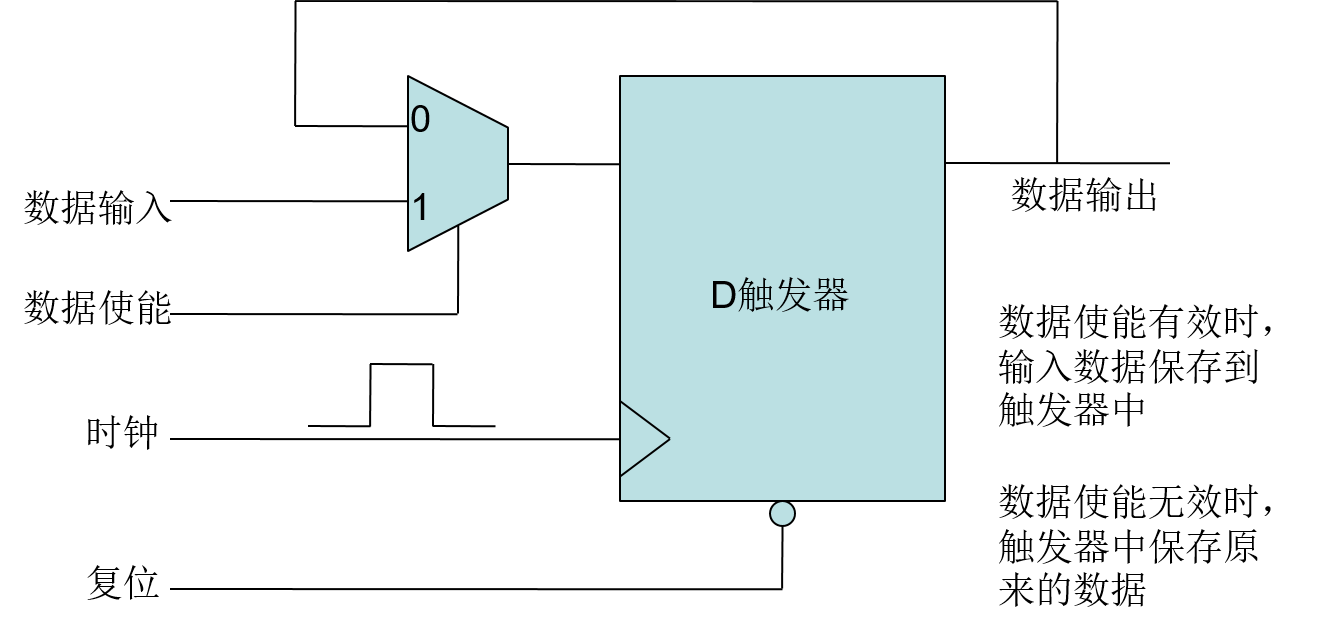 0
数据输入
1
数据输出
数据使能
D触发器
数据使能有效时，
输入数据保存到
触发器中
时钟
数据使能无效时，
触发器中保存原
来的数据
复位